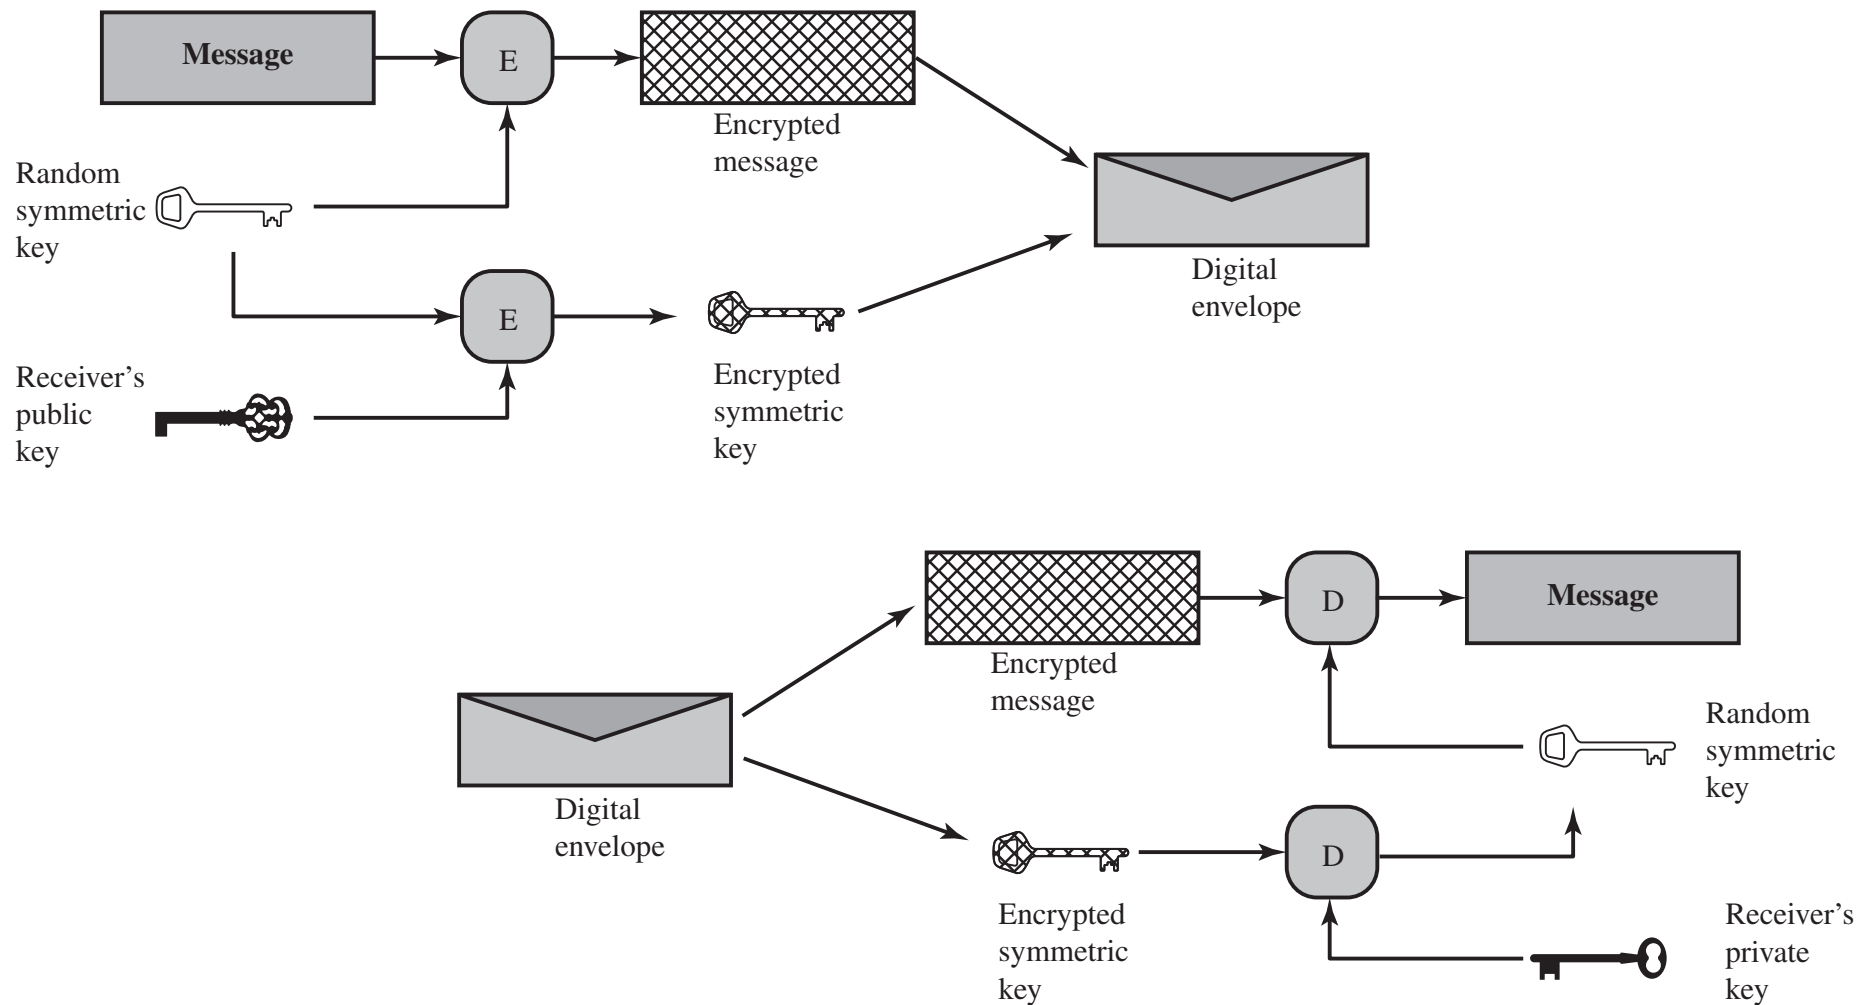 Message
E
Encrypted
message
Random
symmetric
key
Digital
envelope
E
Receiver’s
public
key
Encrypted
symmetric
key
Encrypted
message
D
Message
Digital
envelope
Random
symmetric
key
D
Encrypted
symmetric
key
Receiver’s
private
key